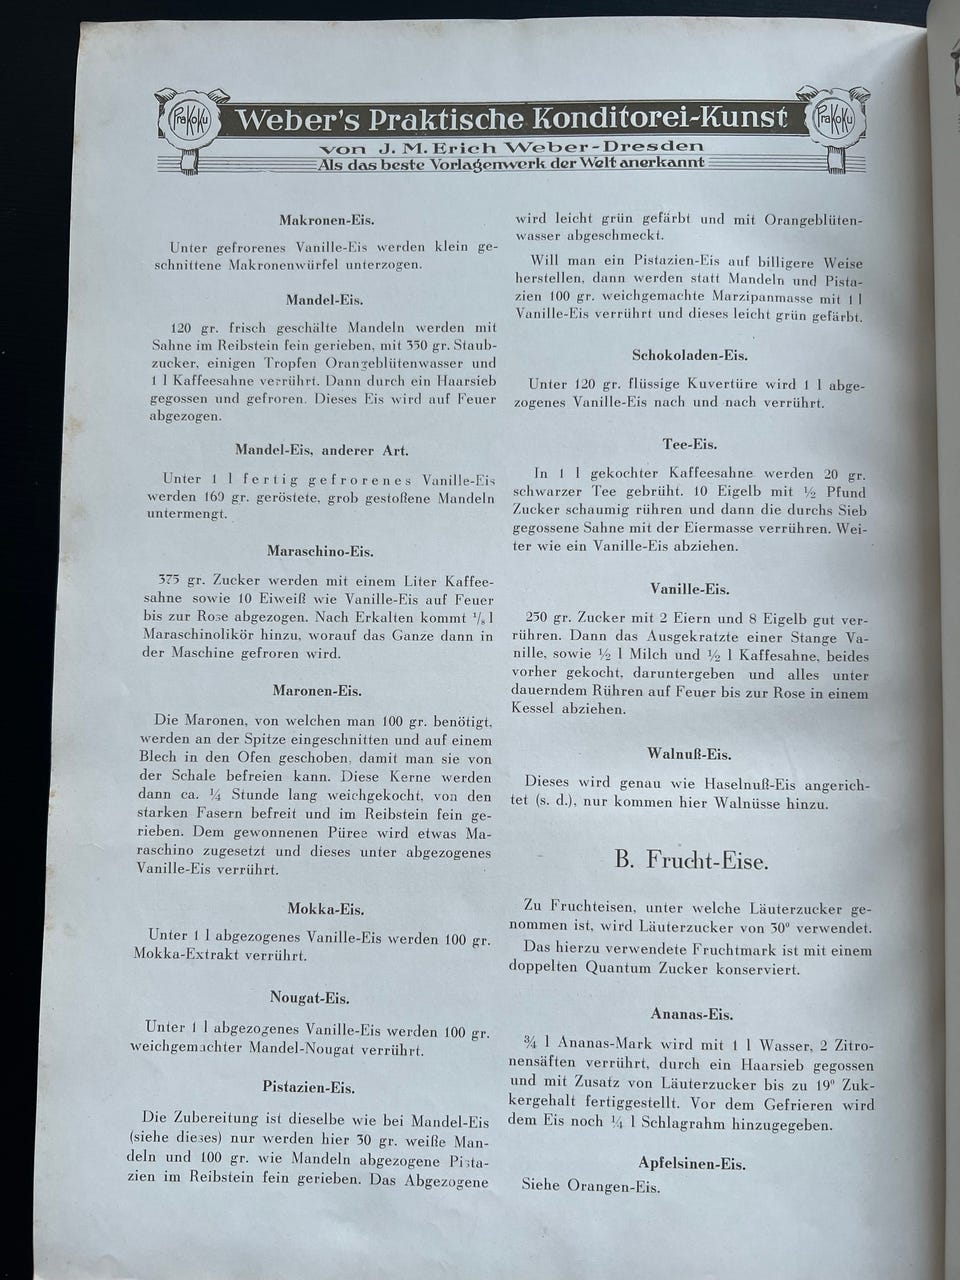 PraKoKu
Weber's Praktische Konditorei-Kunst
PraKoKu
von J. M. Erich Weber-Dresden
Als das beste Vorlagenwerk der Welt anerkannt
Makronen-Eis.
Unter gefrorenes Vanille-Eis werden klein ge-
schnittene Makronenwürfel unterzogen.
Mandel-Eis.
120 gr. frisch geschälte Mandeln werden mit
Sahne im Reibstein fein gerieben, mit 350 gr. Staub-
zucker, einigen Tropfen Orangeblütenwasser und
1 l Kaffeesahne verrührt. Dann durch ein Haarsieb
gegossen und gefroren. Dieses Eis wird auf Feuer
abgezogen.
Mandel-Eis, anderer Art.
Unter 1 l fertig gefrorenes Vanille-Eis
werden 160 gr. geröstete, grob gestoßene Mandeln
untermengt.
Maraschino-Eis.
375 gr. Zucker werden mit einem Liter Kaffee-
sahne sowie 10 Eiweiß wie Vanille-Eis auf Feuer
bis zur Rose abgezogen. Nach Erkalten kommt ¹/₈ l
Maraschinolikör hinzu, worauf das Ganze dann in
der Maschine gefroren wird.
Maronen-Eis.
Die Maronen, von welchen man 100 gr. benötigt,
werden an der Spitze eingeschnitten und auf einem
Blech in den Ofen geschoben, damit man sie von
der Schale befreien kann. Diese Kerne werden
dann ca. ¼ Stunde lang weichgekocht, von den
starken Fasern befreit und im Reibstein fein ge-
rieben. Dem gewonnenen Püree wird etwas Ma-
raschino zugesetzt und dieses unter abgezogenes
Vanille-Eis verrührt.
Mokka-Eis.
Unter 1 l abgezogenes Vanille-Eis werden 100 gr.
Mokka-Extrakt verrührt.
Nougat-Eis.
Unter 1 l abgezogenes Vanille-Eis werden 100 gr.
weichgemachter Mandel-Nougat verrührt.
Pistazien-Eis.
Die Zubereitung ist dieselbe wie bei Mandel-Eis
(siehe dieses) nur werden hier 30 gr. weiße Man-
deln und 100 gr. wie Mandeln abgezogene Pista-
zien im Reibstein fein gerieben. Das Abgezogene
wird leicht grün gefärbt und mit Orangeblüten-
wasser abgeschmeckt.
Will man ein Pistazien-Eis auf billigere Weise
herstellen, dann werden statt Mandeln und Pista-
zien 100 gr. weichgemachte Marzipanmasse mit 1 l
Vanille-Eis verrührt und dieses leicht grün gefärbt.
Schokoladen-Eis.
Unter 120 gr. flüssige Kuvertüre wird 1 l abge-
zogenes Vanille-Eis nach und nach verrührt.
Tee-Eis.
In 1 l gekochter Kaffeesahne werden 20 gr.
schwarzer Tee gebrüht. 10 Eigelb mit ½ Pfund
Zucker schaumig rühren und dann die durchs Sieb
gegossene Sahne mit der Eiermasse verrühren. Wei-
ter wie ein Vanille-Eis abziehen.
Vanille-Eis.
250 gr. Zucker mit 2 Eiern und 8 Eigelb gut ver-
rühren. Dann das Ausgekratzte einer Stange Va-
nille, sowie ½ l Milch und ½ l Kaffesahne, beides
vorher gekocht, daruntergeben und alles unter
dauerndem Rühren auf Feuer bis zur Rose in einem
Kessel abziehen.
Walnuß-Eis.
Dieses wird genau wie Haselnuß-Eis angerich-
tet (s. d.), nur kommen hier Walnüsse hinzu.
B. Frucht-Eise.
Zu Fruchteisen, unter welche Läuterzucker ge-
nommen ist, wird Läuterzucker von 30° verwendet.
Das hierzu verwendete Fruchtmark ist mit einem
doppelten Quantum Zucker konserviert.
Ananas-Eis.
¾ l Ananas-Mark wird mit 1 l Wasser, 2 Zitro-
nensäften verrührt, durch ein Haarsieb gegossen
und mit Zusatz von Läuterzucker bis zu 19° Zuk-
kergehalt fertiggestellt. Vor dem Gefrieren wird
dem Eis noch ¼ l Schlagrahm hinzugegeben.
Apfelsinen-Eis.
Siehe Orangen-Eis.